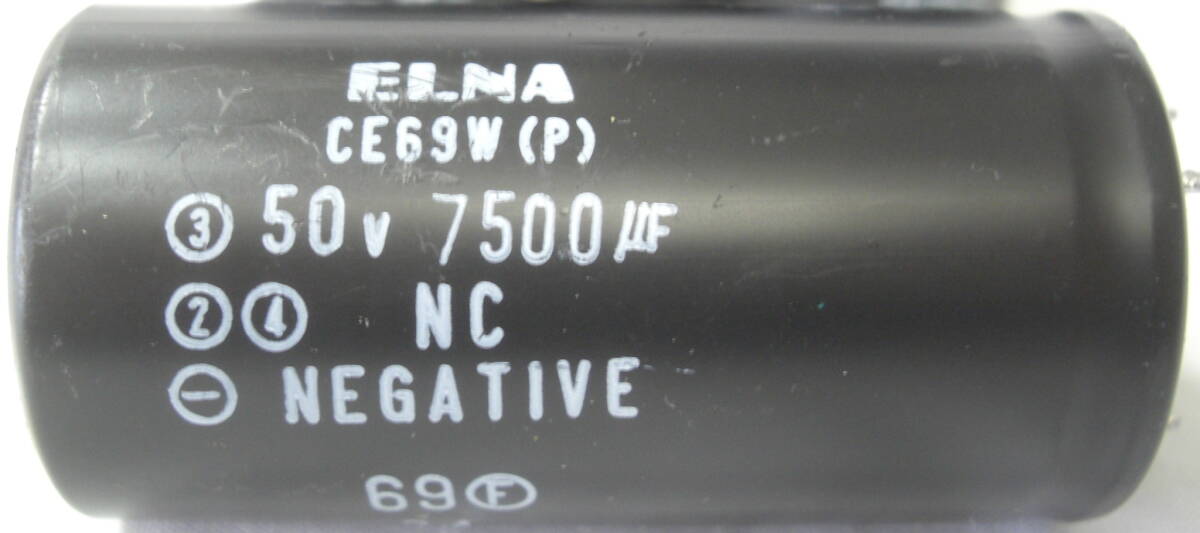 ELNA
CE69W(P)
③ 50v 7500μF
②④ NC
⊖ NEGATIVE
69Ⓕ